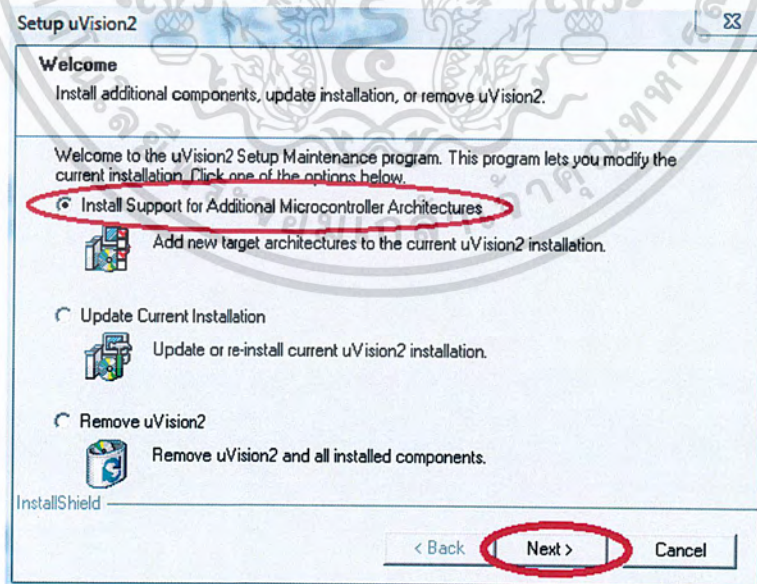 Setup uVision2
Welcome
Install additional components, update installation, or remove uVision2.
Welcome to the uVision2 Setup Maintenance program. This program lets you modify the
current installation. Click one of the options below.
Install Support for Additional Microcontroller Architectures
Add new target architectures to the current uVision2 installation.
Update Current Installation
Update or re-install current uVision2 installation.
Remove uVision2
Remove uVision2 and all installed components.
InstallShield
< Back Next > Cancel